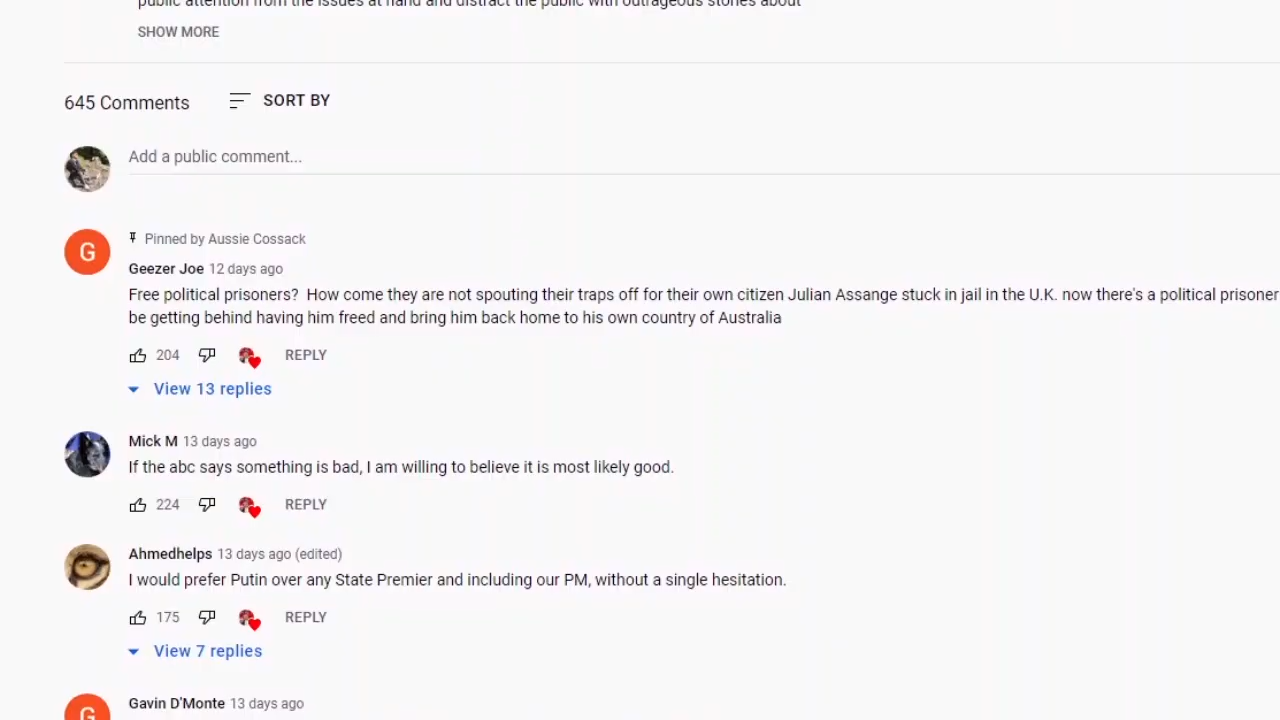 public attention from the issues at hand and distract the public with outrageous stories about
SHOW MORE
645 Comments
SORT BY
Add a public comment...
G
Pinned by Aussie Cossack
Geezer Joe 12 days ago
Free political prisoners?  How come they are not spouting their traps off for their own citizen Julian Assange stuck in jail in the U.K. now there's a political prisoner
be getting behind having him freed and bring him back home to his own country of Australia
204
REPLY
View 13 replies
Mick M 13 days ago
If the abc says something is bad, I am willing to believe it is most likely good.
224
REPLY
Ahmedhelps 13 days ago (edited)
I would prefer Putin over any State Premier and including our PM, without a single hesitation.
175
REPLY
View 7 replies
G
Gavin D'Monte 13 days ago